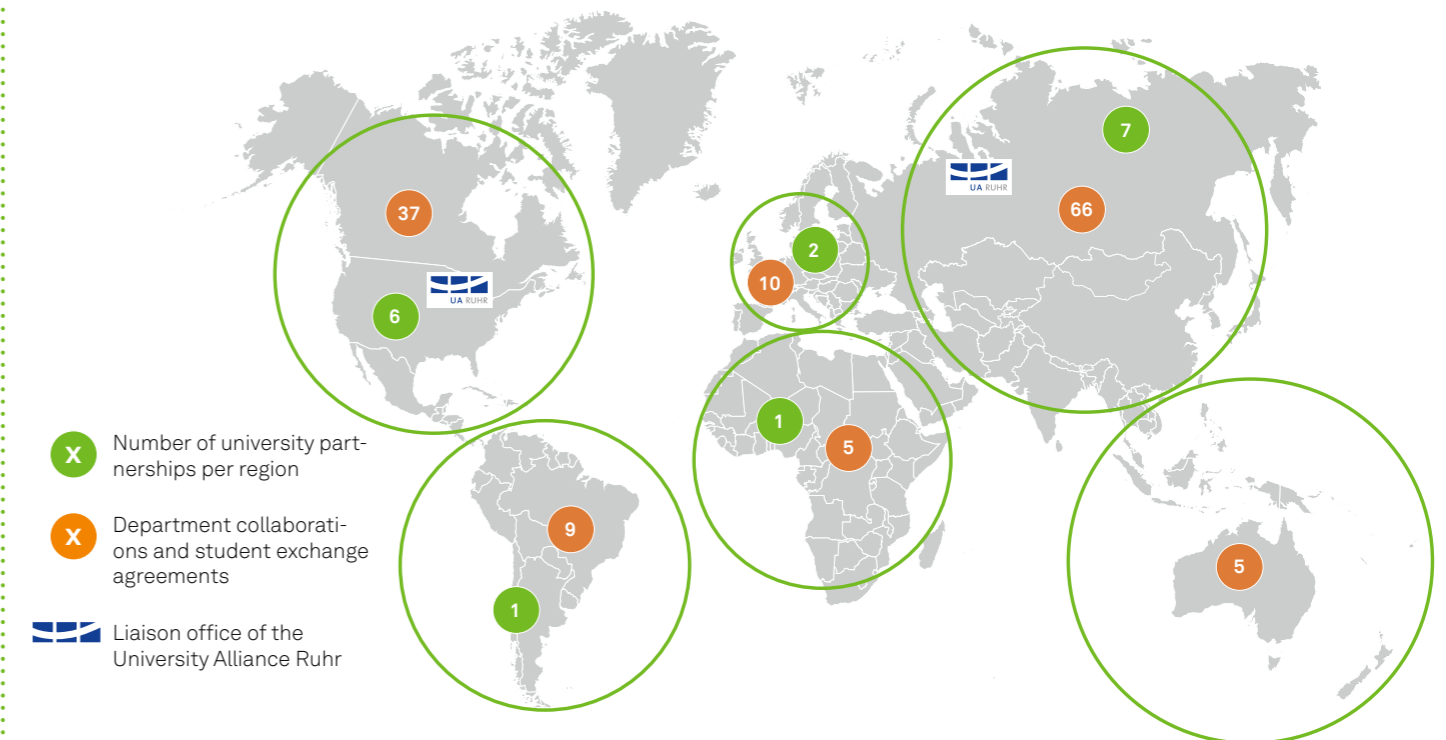 7
37
66
2
10
6
UA RUHR
UA RUHR
1
5
9
5
1
X
Number of university part-
nerships per region
X
Department collaborati-
ons and student exchange
agreements
Liaison office of the
University Alliance Ruhr